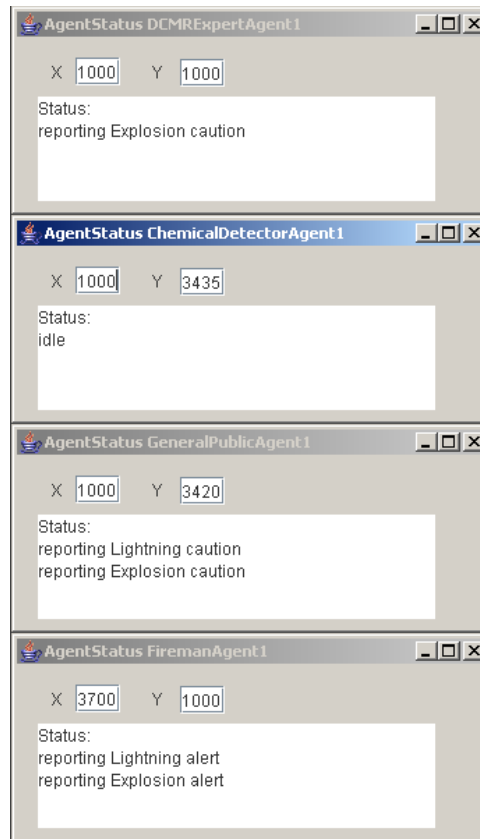 AgentStatus DCMRExpertAgent1
X 1000 Y 1000
Status:
reporting Explosion caution
AgentStatus ChemicalDetectorAgent1
X 1000 Y 3435
Status:
idle
AgentStatus GeneralPublicAgent1
X 1000 Y 3420
Status:
reporting Lightning caution
reporting Explosion caution
AgentStatus FiremanAgent1
X 3700 Y 1000
Status:
reporting Lightning alert
reporting Explosion alert